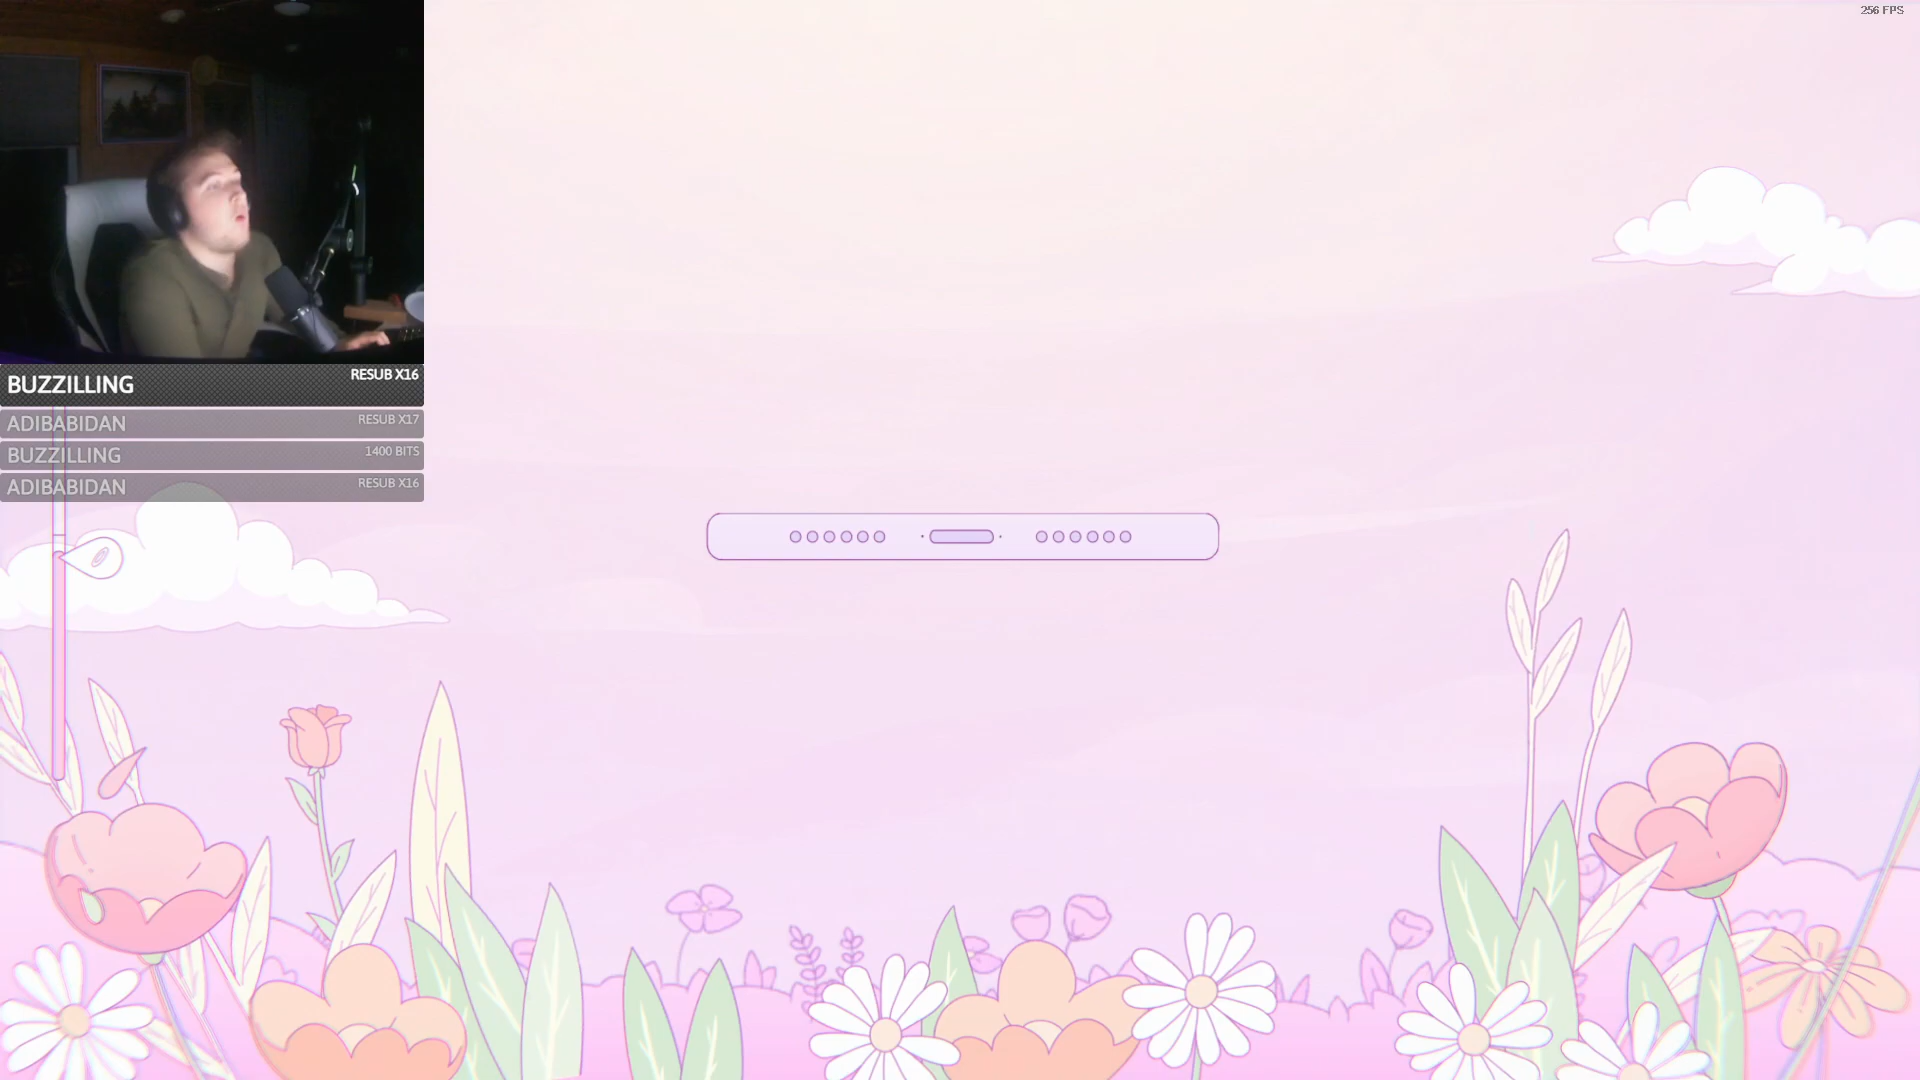 256 FPS
BUZZILLING RESUB X16
ADIBABIDAN RESUB X17
BUZZILLING 1400 BITS
ADIBABIDAN RESUB X16